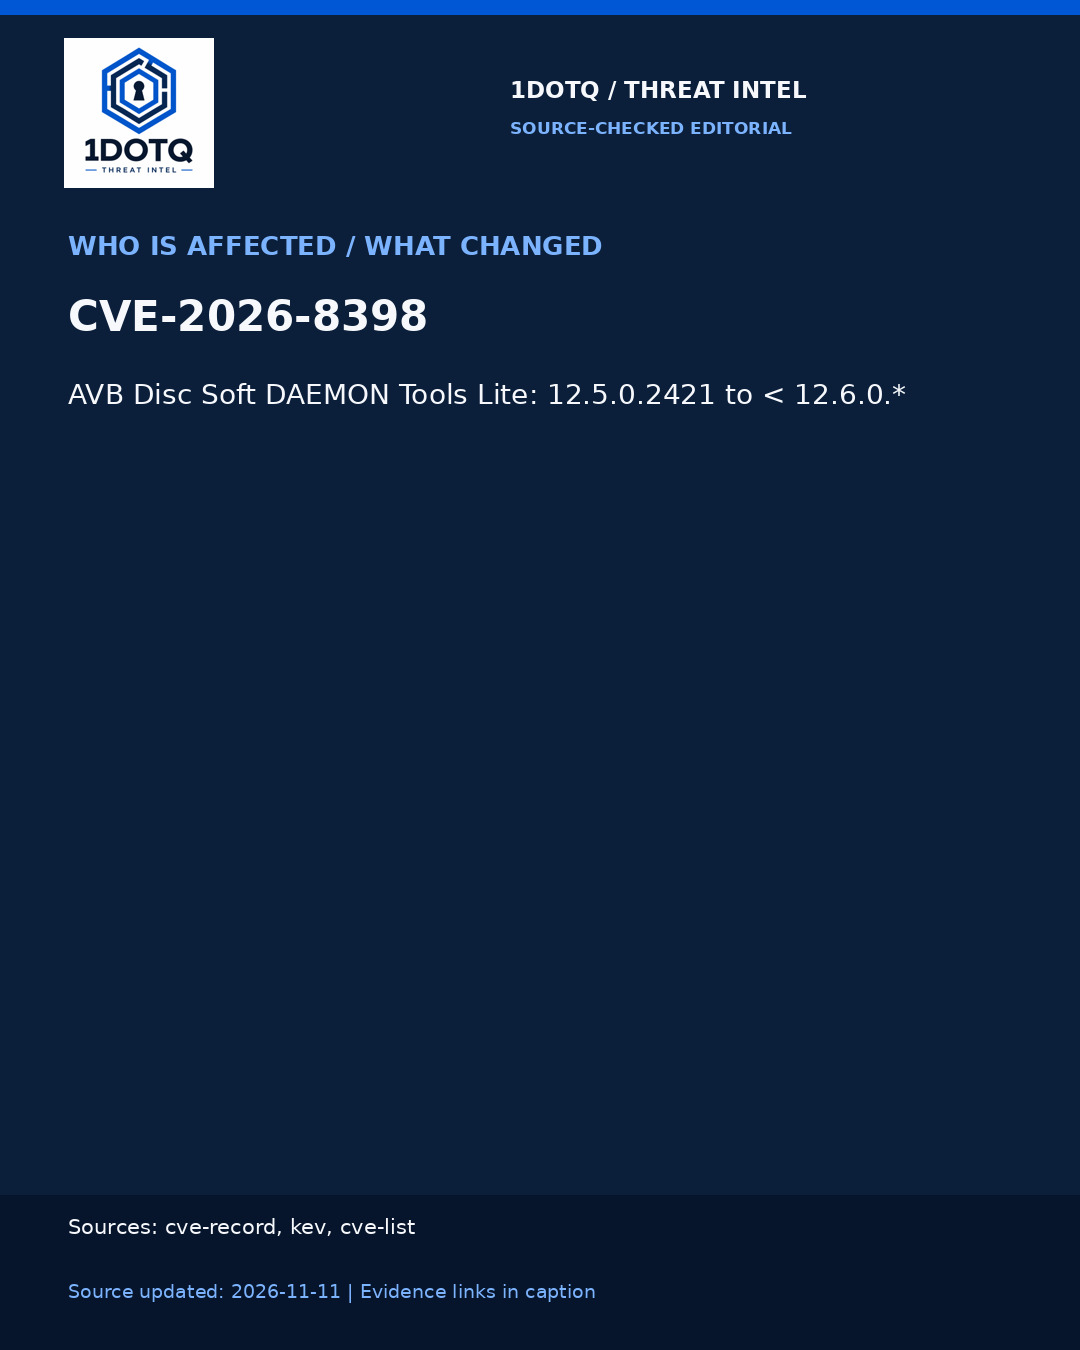 1DOTQ
THREAT INTEL
1DOTQ / THREAT INTEL
SOURCE-CHECKED EDITORIAL
WHO IS AFFECTED / WHAT CHANGED
CVE-2026-8398
AVB Disc Soft DAEMON Tools Lite: 12.5.0.2421 to < 12.6.0.*
Sources: cve-record, kev, cve-list
Source updated: 2026-11-11 | Evidence links in caption